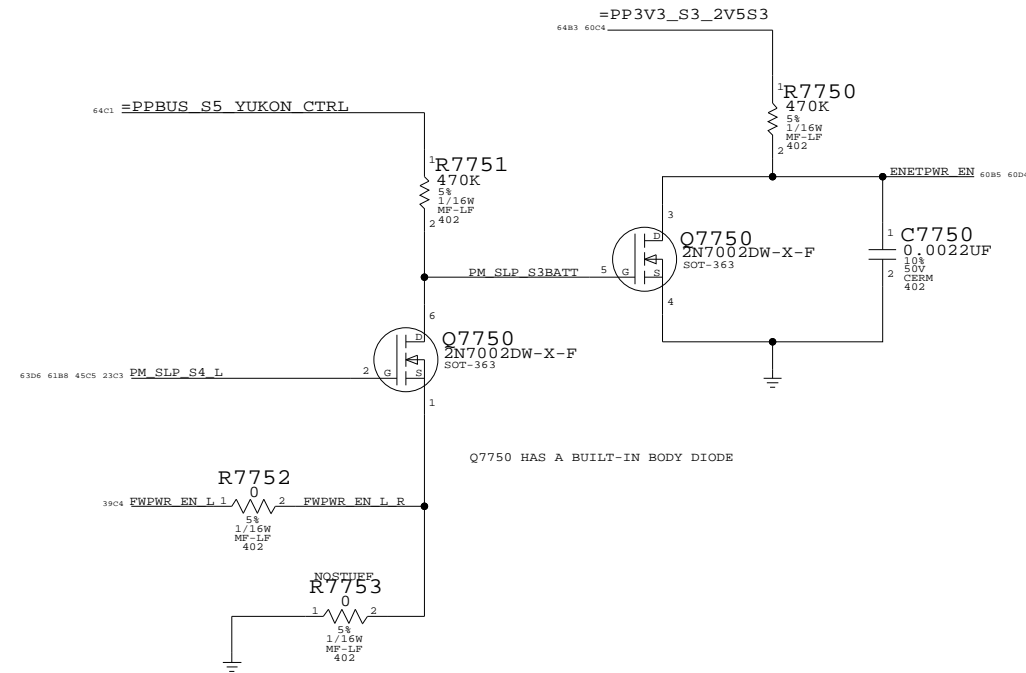 =PP3V3_S3_2V5S3
64B3 60C4
1
R7750
470K
5%
1/16W
MF-LF
402
2
64C1 =PPBUS_S5_YUKON_CTRL
1
R7751
470K
5%
1/16W
MF-LF
402
2
ENETPWR_EN 60B5 60D4
3
D
Q7750
2N7002DW-X-F
SOT-363
PM_SLP_S3BATT 5 G S
4
1
C7750
0.0022UF
10%
50V
CERM
402
2
6
D
Q7750
2N7002DW-X-F
SOT-363
63D6 61B8 45C5 23C3 PM_SLP_S4_L 2 G S
1
Q7750 HAS A BUILT-IN BODY DIODE
R7752
0
39C4 FWPWR_EN_L 1 2 FWPWR_EN_L_R
5%
1/16W
MF-LF
402
NOSTUFF
R7753
0
1 2
5%
1/16W
MF-LF
402